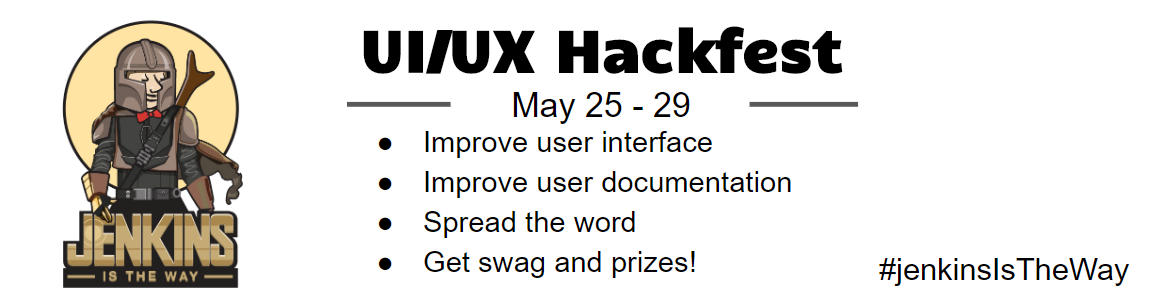 UI/UX Hackfest
May 25 - 29
● Improve user interface
● Improve user documentation
● Spread the word
● Get swag and prizes!
JENKINS
IS THE WAY
#jenkinsIsTheWay